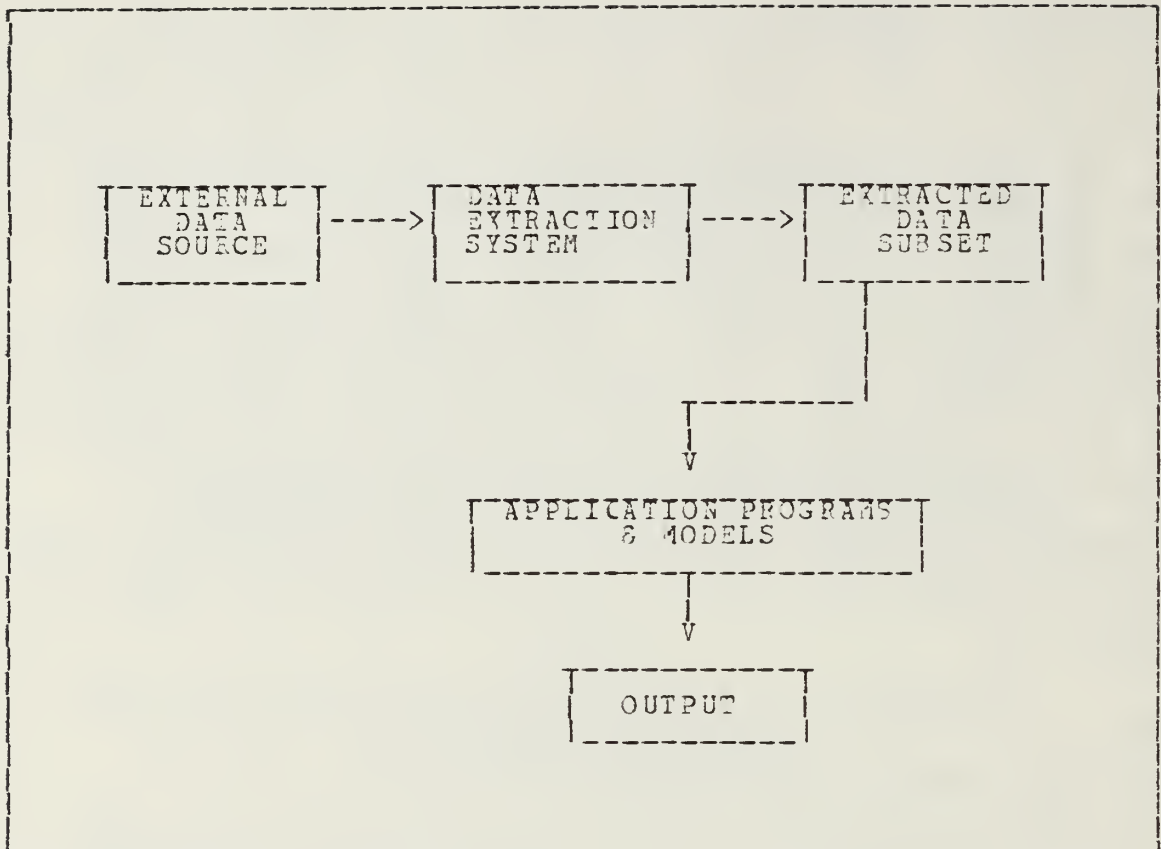 EXTERNAL
DATA
SOURCE
DATA
EXTRACTION
SYSTEM
EXTRACTED
DATA
SUBSET
APPLICATION PROGRAMS
& MODELS
OUTPUT